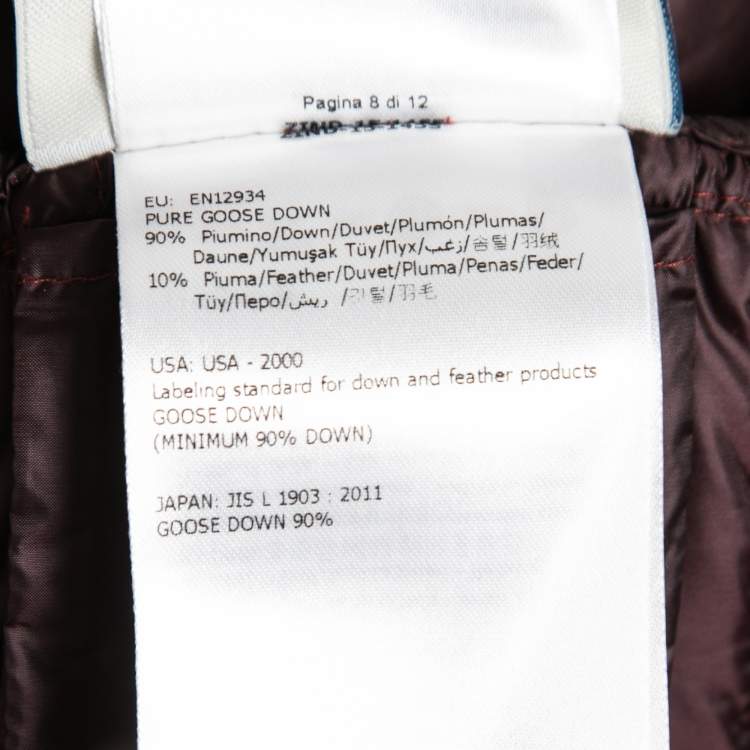 Pagina 8 di 12
EU: EN12934
PURE GOOSE DOWN
90% Piumino/Down/Duvet/Plumón/Plumas/
Daune/Yumuşak Tüy/Пух/زغب/솜털/羽绒
10% Piuma/Feather/Duvet/Pluma/Penas/Feder/
Tüy/Перо/ريش /깃털/羽毛
USA: USA - 2000
Labeling standard for down and feather products
GOOSE DOWN
(MINIMUM 90% DOWN)
JAPAN: JIS L 1903 : 2011
GOOSE DOWN 90%